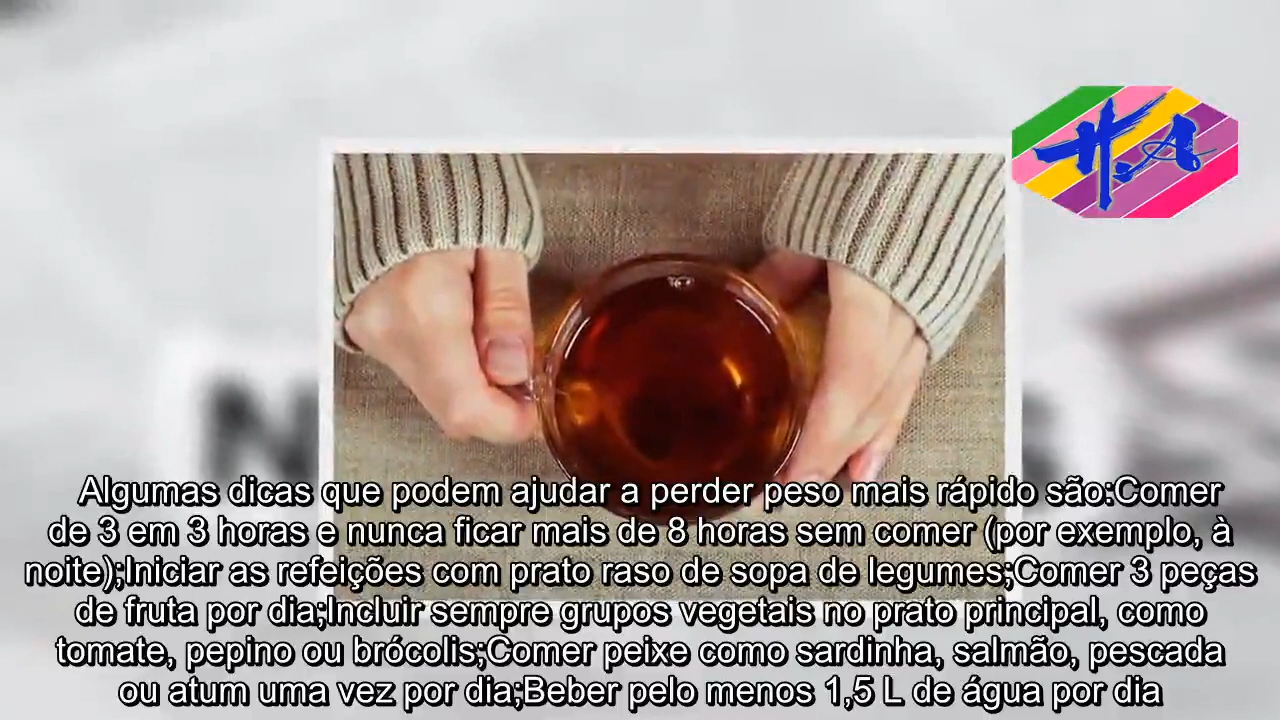 H.A
Algumas dicas que podem ajudar a perder peso mais rápido são:Comer
de 3 em 3 horas e nunca ficar mais de 8 horas sem comer (por exemplo, à
noite);Iniciar as refeições com prato raso de sopa de legumes;Comer 3 peças
de fruta por dia;Incluir sempre grupos vegetais no prato principal, como
tomate, pepino ou brócolis;Comer peixe como sardinha, salmão, pescada
ou atum uma vez por dia;Beber pelo menos 1,5 L de água por dia